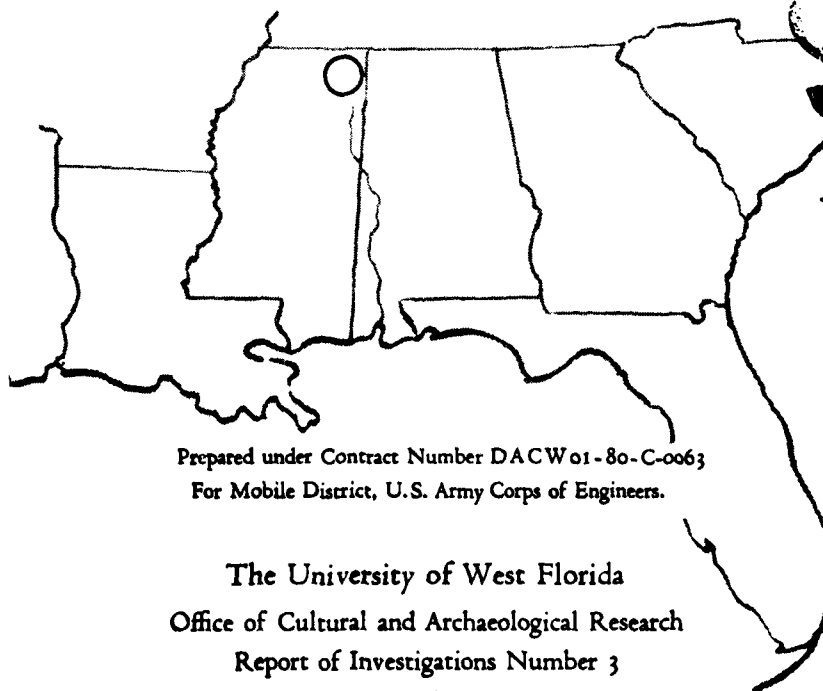 Prepared under Contract Number DACW01-80-C-0063
For Mobile District, U.S. Army Corps of Engineers.
The University of West Florida
Office of Cultural and Archaeological Research
Report of Investigations Number 3